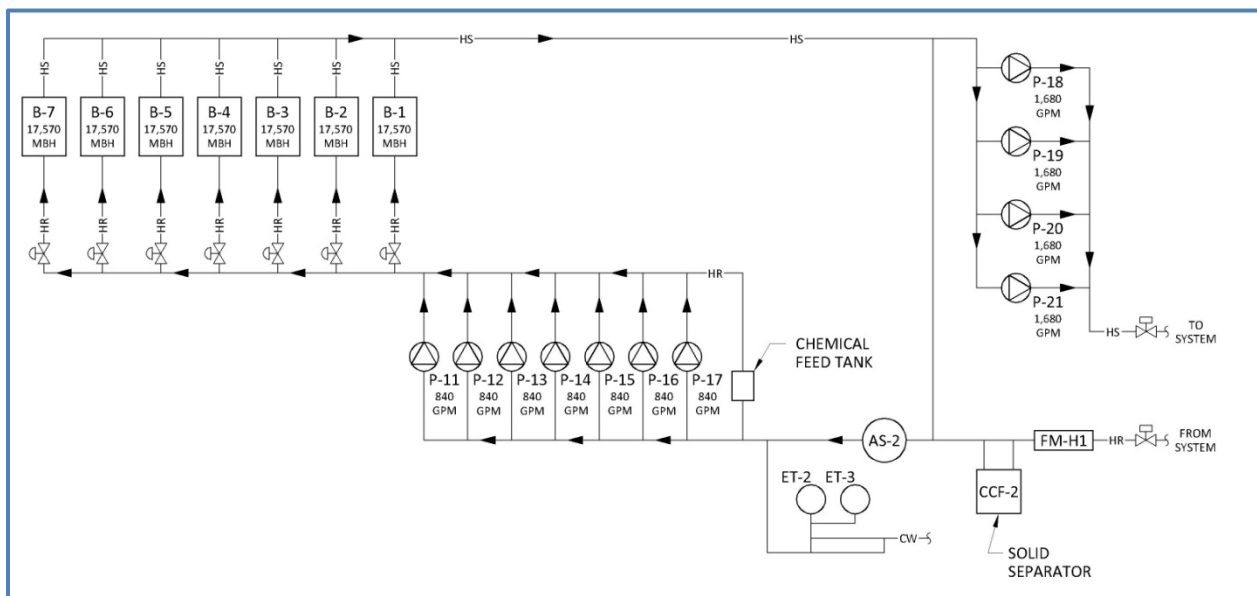 HS
HS
HS
HS
HS
HS
HS
HS
HS
B-7
17,570
MBH
B-6
17,570
MBH
B-5
17,570
MBH
B-4
17,570
MBH
B-3
17,570
MBH
B-2
17,570
MBH
B-1
17,570
MBH
HR
HR
HR
HR
HR
HR
HR
P-18
1,680
GPM
P-19
1,680
GPM
P-20
1,680
GPM
P-21
1,680
GPM
HS
TO
SYSTEM
HR
CHEMICAL
FEED TANK
P-11
840
GPM
P-12
840
GPM
P-13
840
GPM
P-14
840
GPM
P-15
840
GPM
P-16
840
GPM
P-17
840
GPM
AS-2
FM-H1
HR
FROM
SYSTEM
ET-2
ET-3
CCF-2
CW
SOLID
SEPARATOR